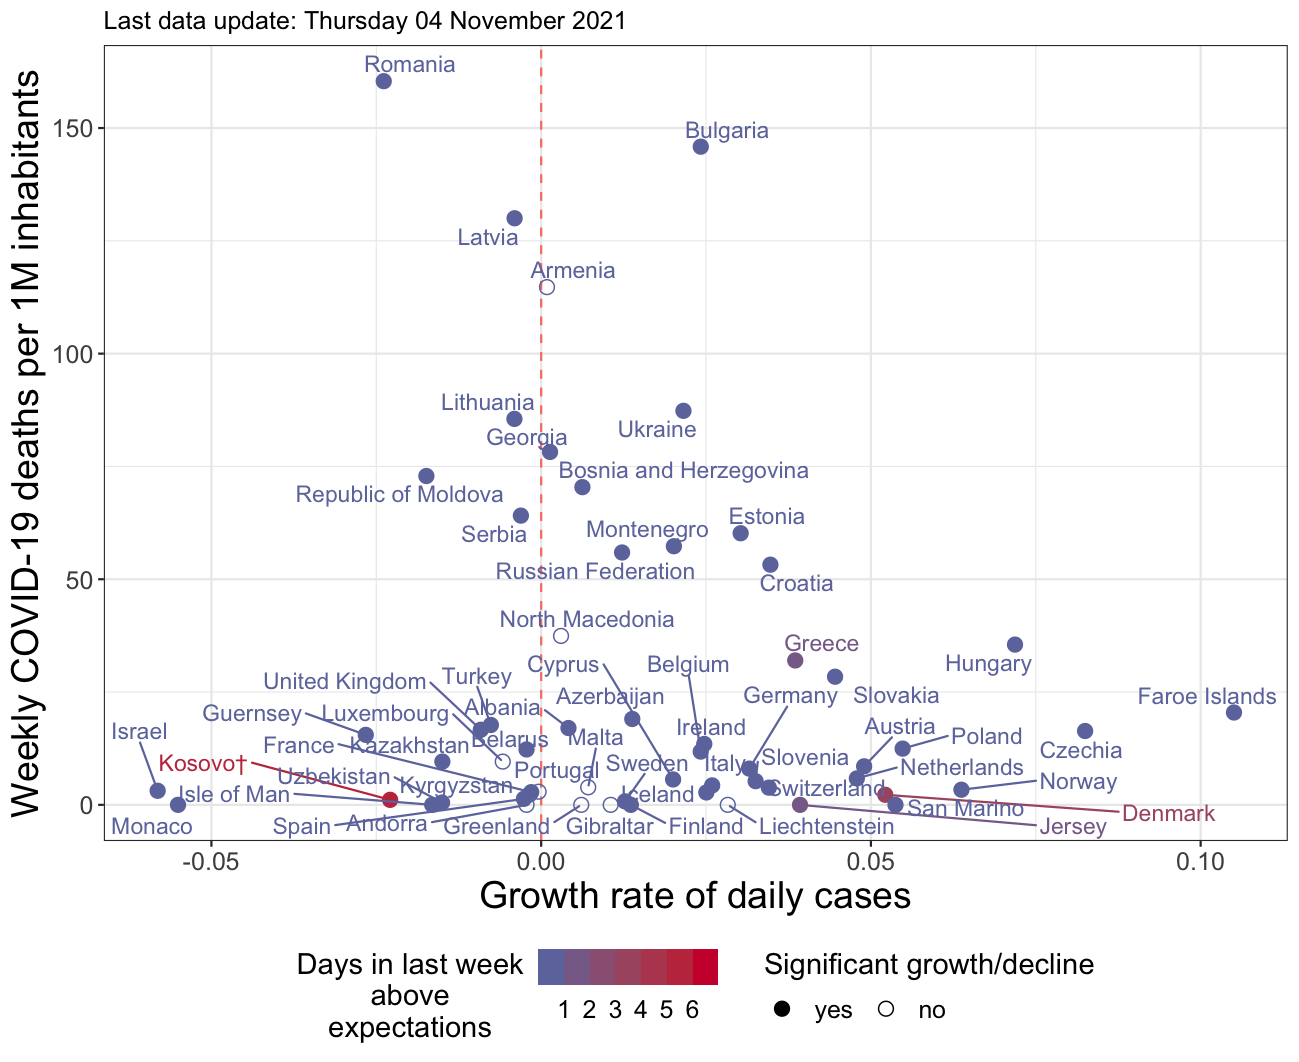 Last data update: Thursday 04 November 2021
Weekly COVID-19 deaths per 1M inhabitants
150
100
50
0
Romania
Bulgaria
Latvia
Armenia
Lithuania
Ukraine
Georgia
Bosnia and Herzegovina
Republic of Moldova
Estonia
Serbia
Montenegro
Russian Federation
Croatia
North Macedonia
Greece
Cyprus
Belgium
Hungary
Turkey
United Kingdom
Azerbaijan
Germany
Slovakia
Faroe Islands
Albania
Guernsey
Luxembourg
Ireland
Austria
Israel
Belarus
Malta
Poland
France
Kazakhstan
Czechia
Kosovo†
Sweden
Italy
Slovenia
Portugal
Netherlands
Uzbekistan
Kyrgyzstan
Norway
Isle of Man
Iceland
Switzerland
San Marino
Denmark
Monaco
Spain
Andorra
Greenland
Gibraltar
Finland
Liechtenstein
Jersey
-0.05
0.00
0.05
0.10
Growth rate of daily cases
Days in last week
above
expectations
1 2 3 4 5 6
Significant growth/decline
yes
no